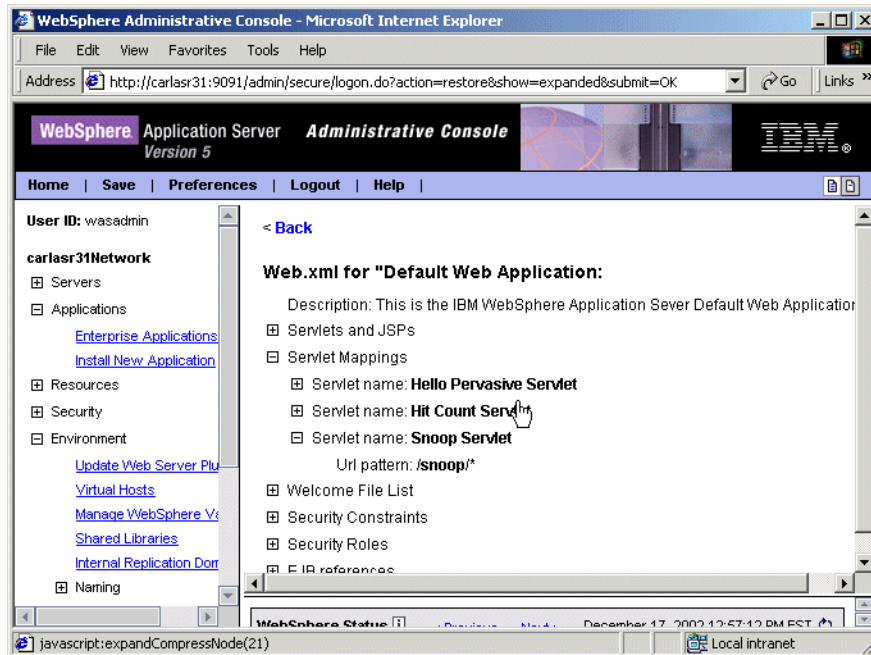 WebSphere Administrative Console - Microsoft Internet Explorer
File Edit View Favorites Tools Help
Address http://carlasr31:9091/admin/secure/logon.do?action=restore&show=expanded&submit=OK Go Links »
WebSphere Application Server Administrative Console
Version 5
IBM®
Home | Save | Preferences | Logout | Help |
User ID: wasadmin
carlasr31Network
Servers
Applications
Enterprise Applications
Install New Application
Resources
Security
Environment
Update Web Server Plu
Virtual Hosts
Manage WebSphere Va
Shared Libraries
Internal Replication Dom
Naming
< Back
Web.xml for "Default Web Application:
Description: This is the IBM WebSphere Application Sever Default Web Application
Servlets and JSPs
Servlet Mappings
Servlet name: Hello Pervasive Servlet
Servlet name: Hit Count Servlet
Servlet name: Snoop Servlet
Url pattern: /snoop/*
Welcome File List
Security Constraints
Security Roles
EJB references
WebSphere Status i < Previous Next > December 17, 2002 12:57:12 PM EST
javascript:expandCompressNode(21)
Local intranet